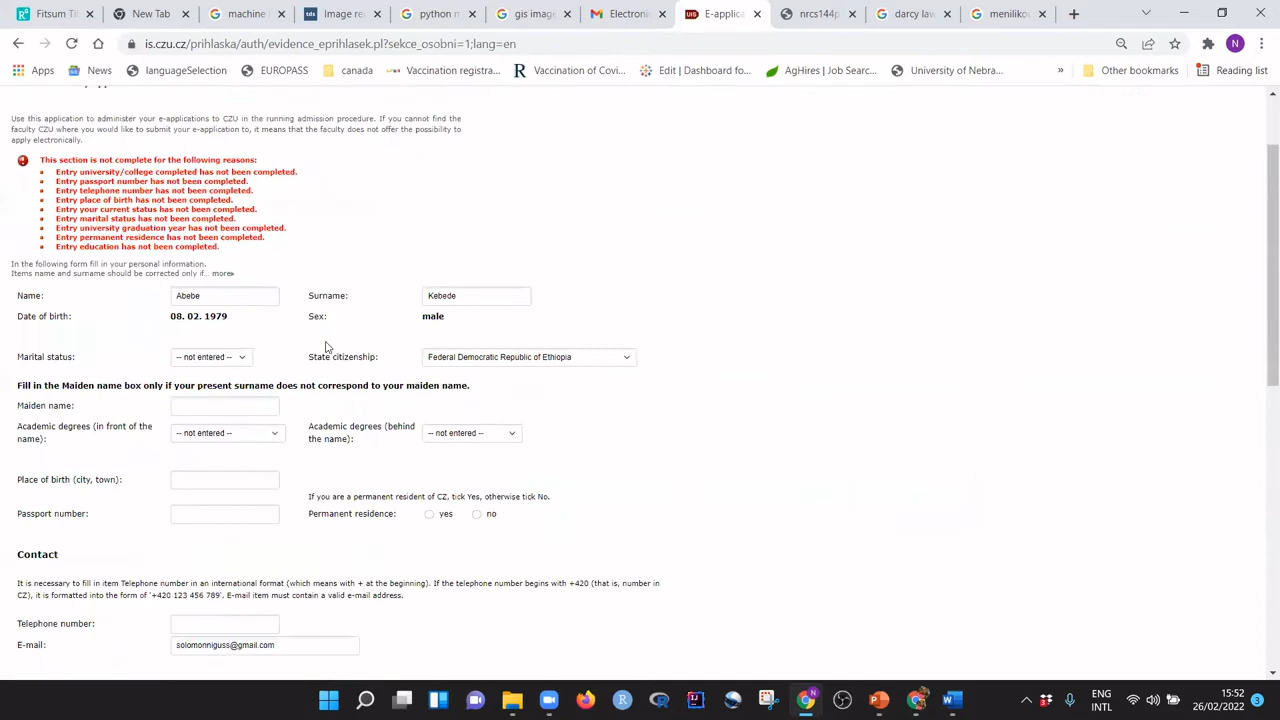 Fitsum Ti
New Tab
machine
tds
Image re
python r
gis imag
Electroni
UIS
E-applica
nrcs144p
darcy law
menilikc
is.czu.cz/prihlaska/auth/evidence_eprihlasek.pl?sekce_osobni=1;lang=en
N
Apps
News
languageSelection
EUROPASS
canada
Vaccination registra...
Vaccination of Covi...
Edit | Dashboard fo...
AgHires | Job Searc...
University of Nebra...
»
Other bookmarks
Reading list
Use this application to administer your e-applications to CZU in the running admission procedure. If you cannot find the
faculty CZU where you would like to submit your e-application to, it means that the faculty does not offer the possibility to
apply electronically.
This section is not complete for the following reasons:
Entry university/college completed has not been completed.
Entry passport number has not been completed.
Entry telephone number has not been completed.
Entry place of birth has not been completed.
Entry your current status has not been completed.
Entry marital status has not been completed.
Entry university graduation year has not been completed.
Entry permanent residence has not been completed.
Entry education has not been completed.
In the following form fill in your personal information.
Items name and surname should be corrected only if... more»
Name: Abebe Surname: Kebede
Date of birth: 08. 02. 1979 Sex: male
Marital status: -- not entered -- State citizenship: Federal Democratic Republic of Ethiopia
Fill in the Maiden name box only if your present surname does not correspond to your maiden name.
Maiden name:
Academic degrees (in front of the name): -- not entered -- Academic degrees (behind the name): -- not entered --
Place of birth (city, town):
If you are a permanent resident of CZ, tick Yes, otherwise tick No.
Passport number: Permanent residence: yes no
Contact
It is necessary to fill in item Telephone number in an international format (which means with + at the beginning). If the telephone number begins with +420 (that is, number in
CZ), it is formatted into the form of '+420 123 456 789'. E-mail item must contain a valid e-mail address.
Telephone number:
E-mail: solomonniguss@gmail.com
ENG
INTL
15:52
26/02/2022
3